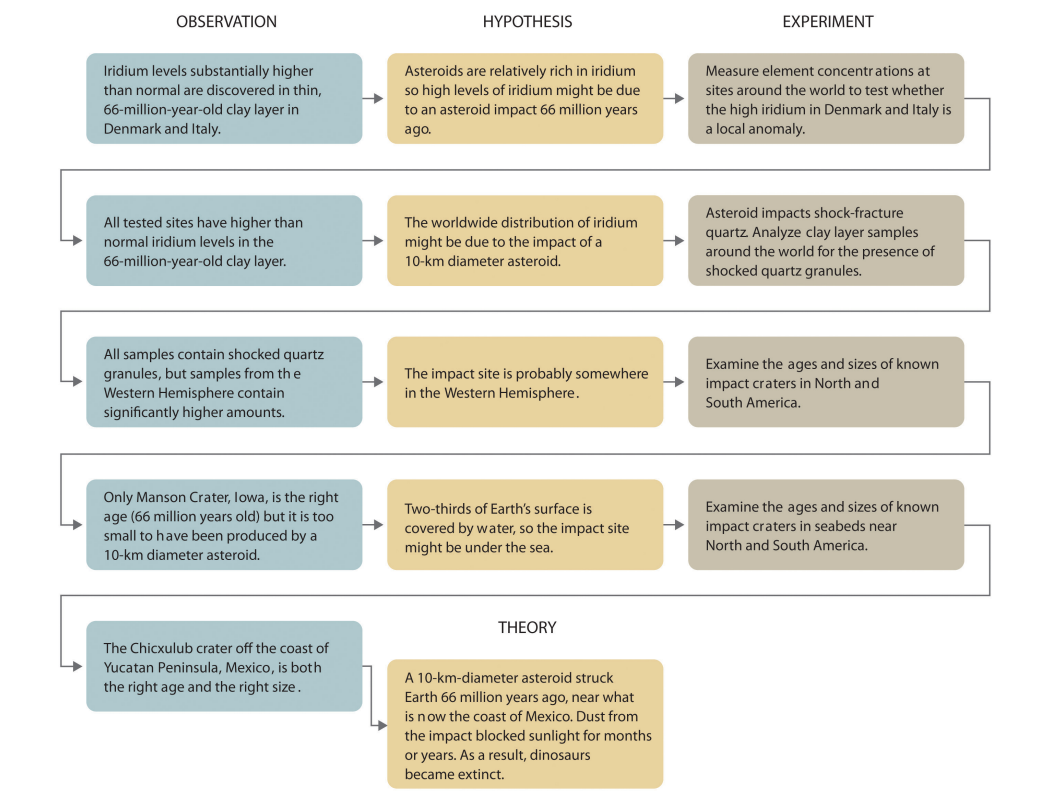 OBSERVATION
HYPOTHESIS
EXPERIMENT
Iridium levels substantially higher
than normal are discovered in thin,
66-million-year-old clay layer in
Denmark and Italy.
Asteroids are relatively rich in iridium
so high levels of iridium might be due
to an asteroid impact 66 million years
ago.
Measure element concentrations at
sites around the world to test whether
the high iridium in Denmark and Italy is
a local anomaly.
All tested sites have higher than
normal iridium levels in the
66-million-year-old clay layer.
The worldwide distribution of iridium
might be due to the impact of a
10-km diameter asteroid.
Asteroid impacts shock-fracture
quartz. Analyze clay layer samples
around the world for the presence of
shocked quartz granules.
All samples contain shocked quartz
granules, but samples from the
Western Hemisphere contain
significantly higher amounts.
The impact site is probably somewhere
in the Western Hemisphere.
Examine the ages and sizes of known
impact craters in North and
South America.
Only Manson Crater, Iowa, is the right
age (66 million years old) but it is too
small to have been produced by a
10-km diameter asteroid.
Two-thirds of Earth's surface is
covered by water, so the impact site
might be under the sea.
Examine the ages and sizes of known
impact craters in seabeds near
North and South America.
The Chicxulub crater off the coast of
Yucatan Peninsula, Mexico, is both
the right age and the right size.
THEORY
A 10-km-diameter asteroid struck
Earth 66 million years ago, near what
is now the coast of Mexico. Dust from
the impact blocked sunlight for months
or years. As a result, dinosaurs
became extinct.